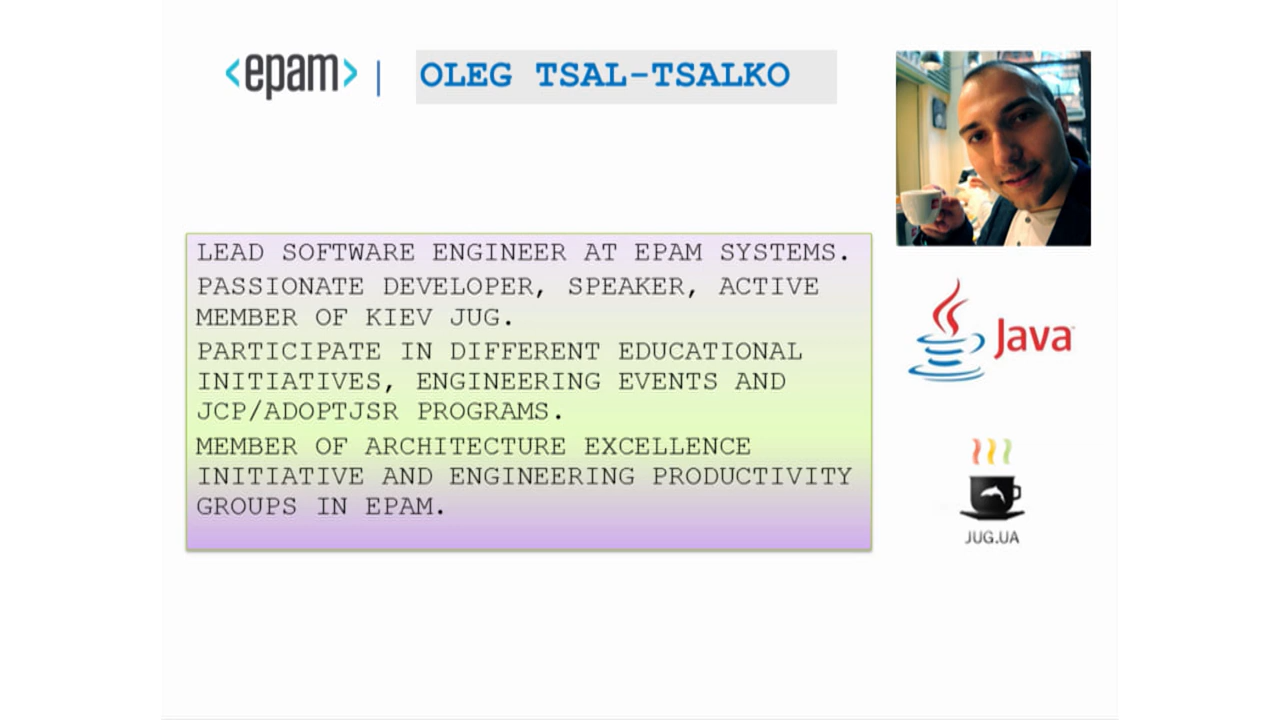 <epam> | OLEG TSAL-TSALKO
LEAD SOFTWARE ENGINEER AT EPAM SYSTEMS.
PASSIONATE DEVELOPER, SPEAKER, ACTIVE
MEMBER OF KIEV JUG.
PARTICIPATE IN DIFFERENT EDUCATIONAL
INITIATIVES, ENGINEERING EVENTS AND
JCP/ADOPTJSR PROGRAMS.
MEMBER OF ARCHITECTURE EXCELLENCE
INITIATIVE AND ENGINEERING PRODUCTIVITY
GROUPS IN EPAM.
Java
JUG.UA